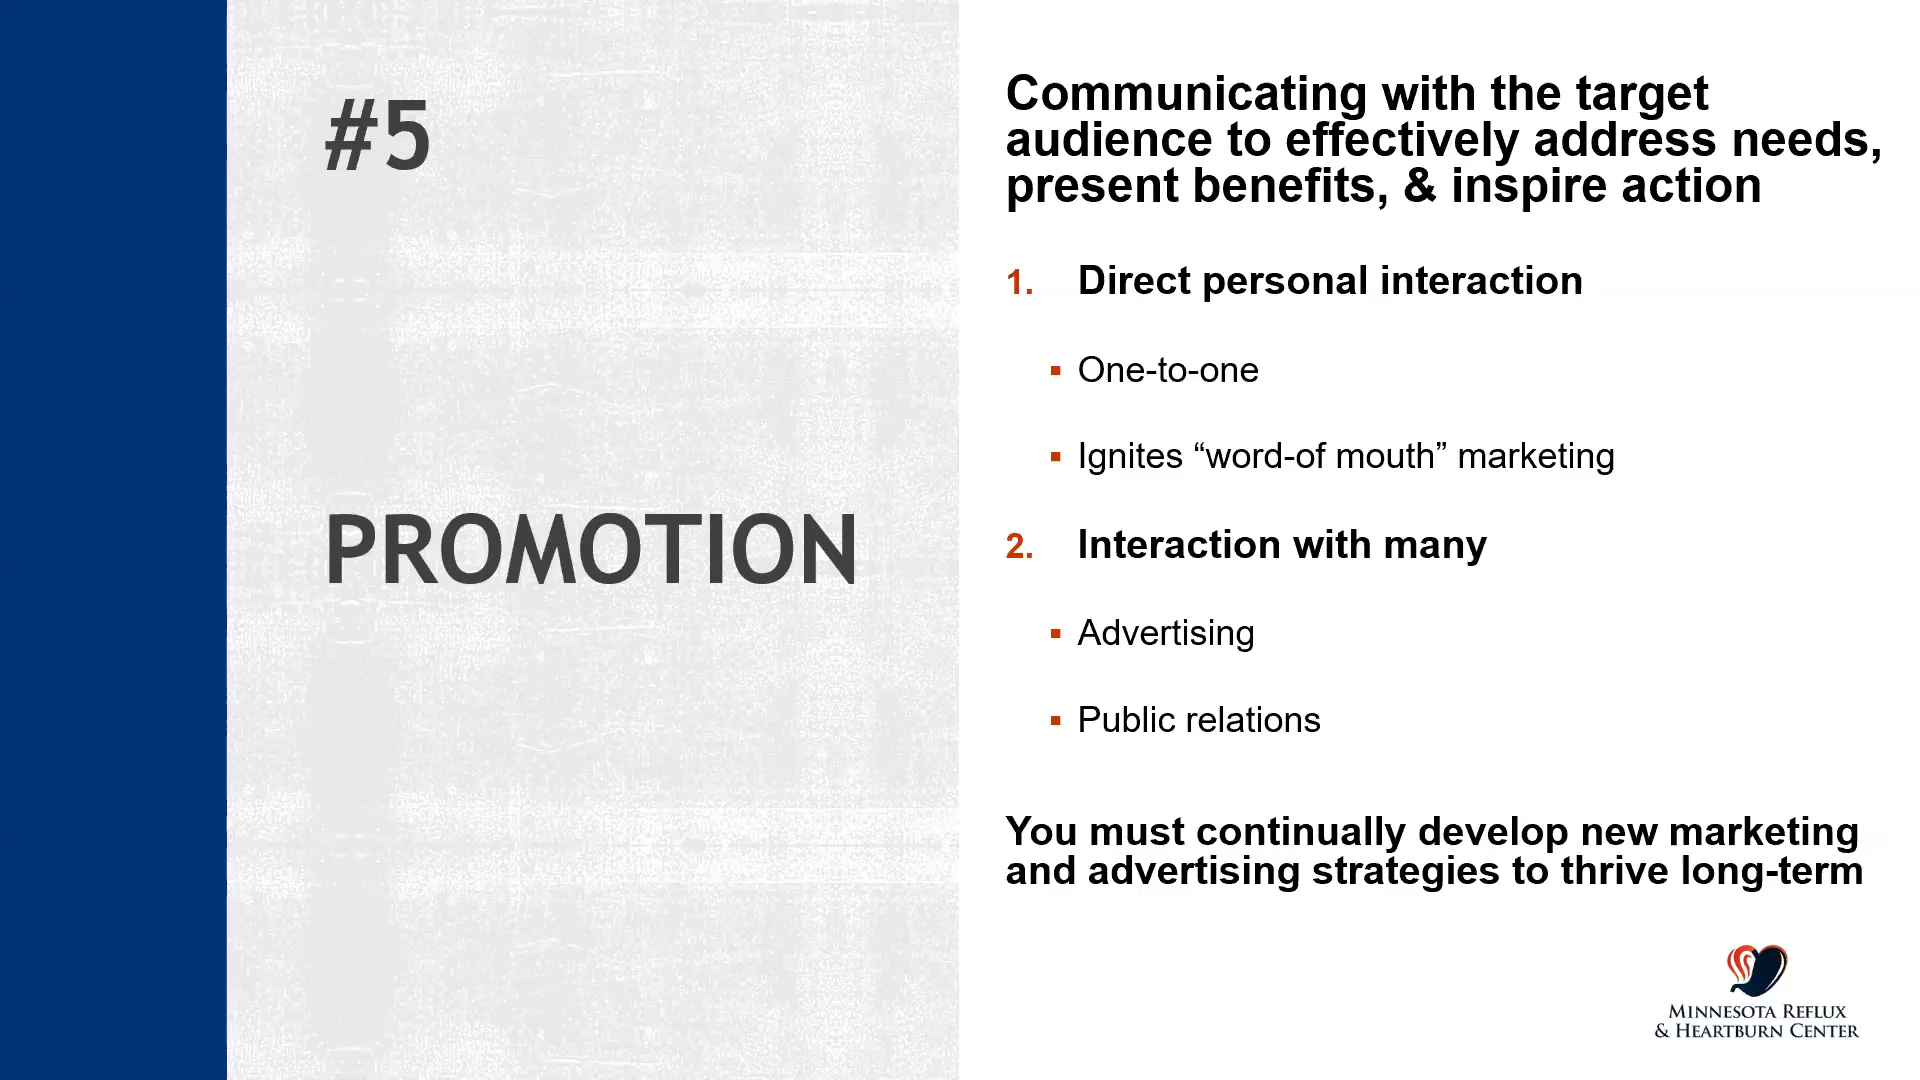 #5
PROMOTION
Communicating with the target
audience to effectively address needs,
present benefits, & inspire action
1. Direct personal interaction
▪ One-to-one
▪ Ignites “word-of mouth” marketing
2. Interaction with many
▪ Advertising
▪ Public relations
You must continually develop new marketing
and advertising strategies to thrive long-term
MINNESOTA REFLUX
& HEARTBURN CENTER